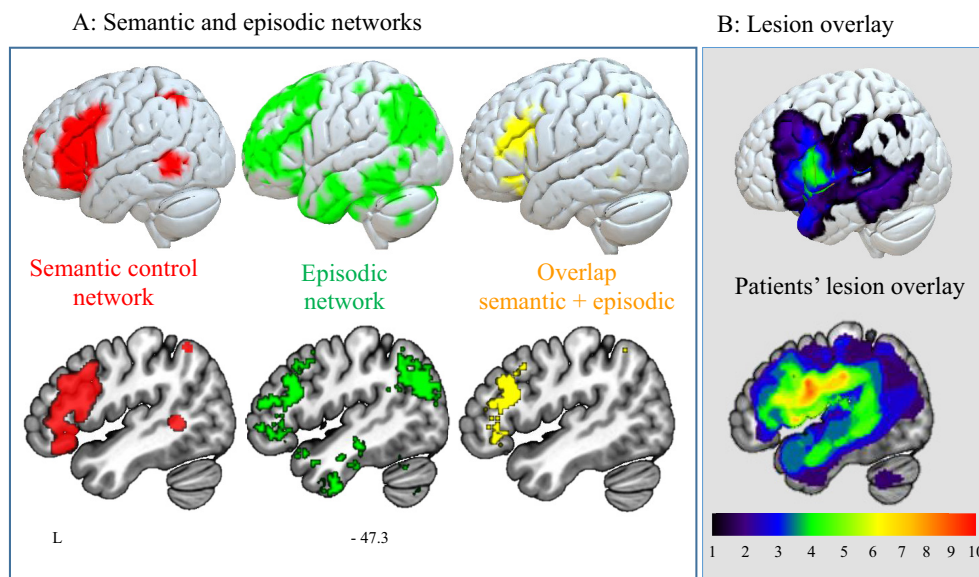 A: Semantic and episodic networks
B: Lesion overlay
Semantic control
network
Episodic
network
Overlap
semantic + episodic
Patients’ lesion overlay
L
- 47.3
1 2 3 4 5 6 7 8 9 10